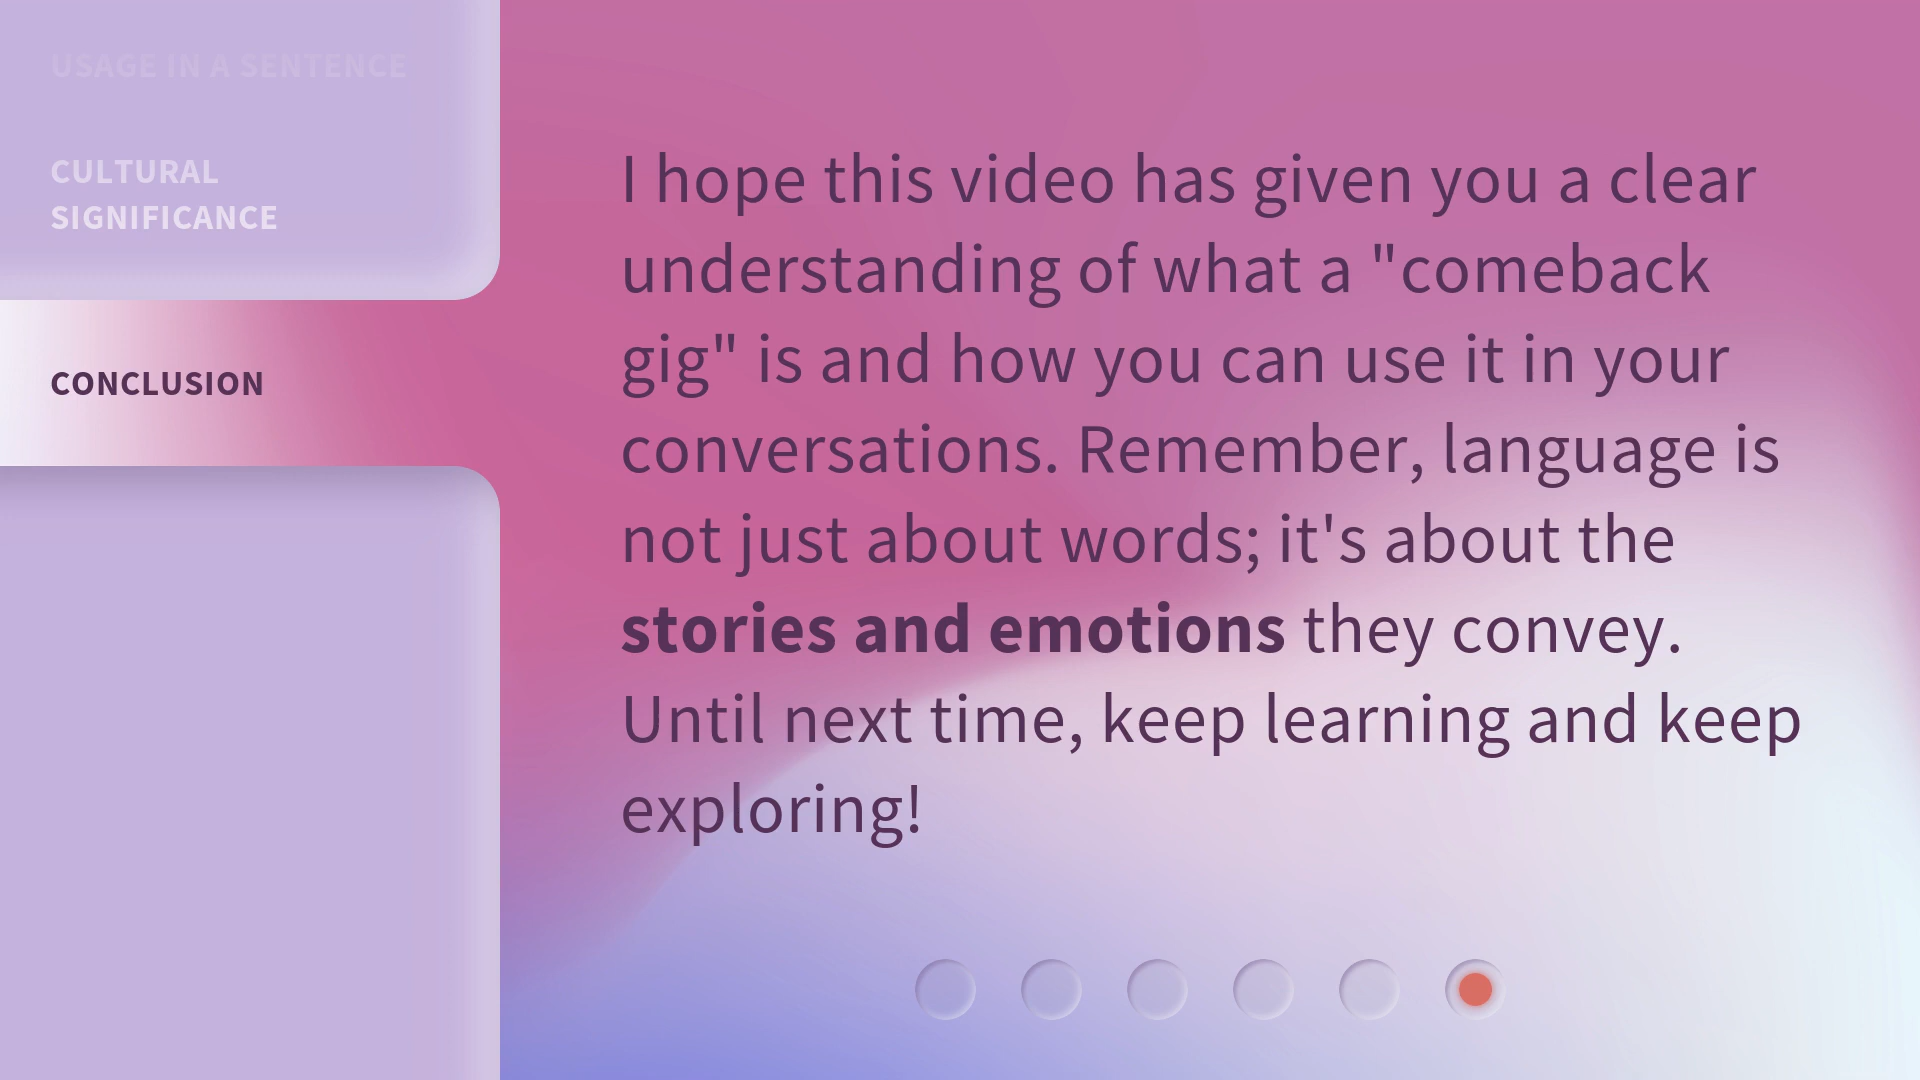 USAGE IN A SENTENCE
CULTURAL
SIGNIFICANCE
CONCLUSION
I hope this video has given you a clear
understanding of what a "comeback
gig" is and how you can use it in your
conversations. Remember, language is
not just about words; it's about the
stories and emotions they convey.
Until next time, keep learning and keep
exploring!